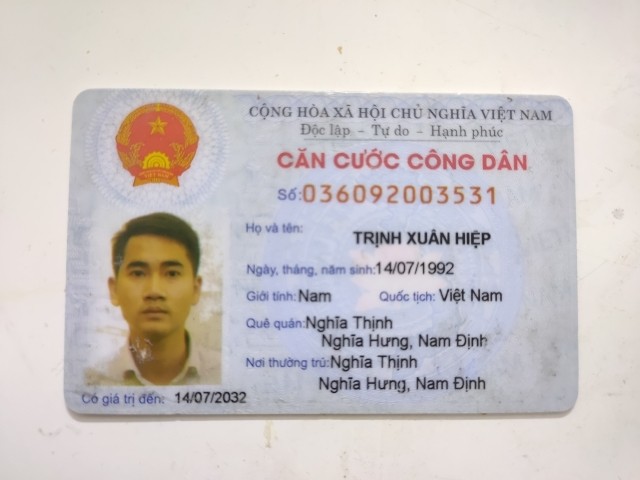 CỘNG HÒA XÃ HỘI CHỦ NGHĨA VIỆT NAM
Độc lập - Tự do - Hạnh phúc
CĂN CƯỚC CÔNG DÂN
Số: 036092003531
Họ và tên:
TRỊNH XUÂN HIỆP
Ngày, tháng, năm sinh: 14/07/1992
Giới tính: Nam Quốc tịch: Việt Nam
Quê quán: Nghĩa Thịnh
Nghĩa Hưng, Nam Định
Nơi thường trú: Nghĩa Thịnh
Nghĩa Hưng, Nam Định
Có giá trị đến: 14/07/2032